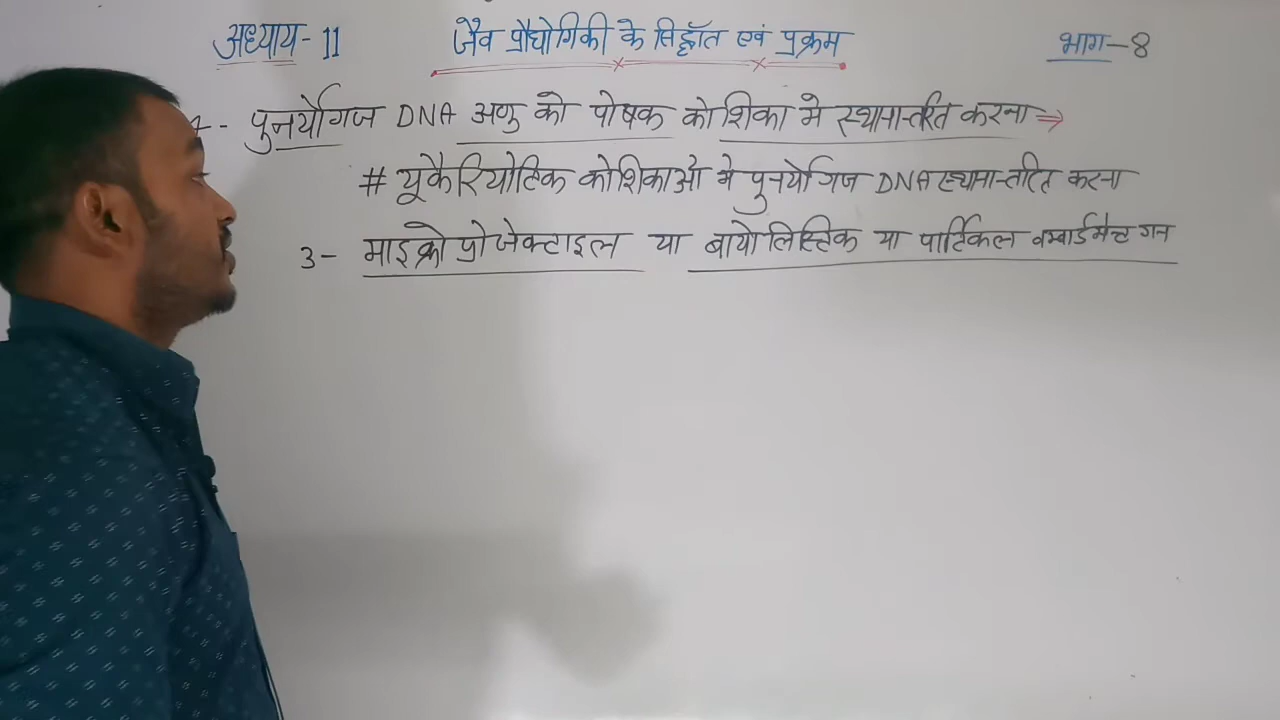 अध्याय - 11 जैव प्रौद्योगिकी के सिद्धाँत एवं प्रक्रम भाग - 8
4 - पुनर्योगज DNA अणु को पोषक कोशिका मे स्थानान्तरित करना ⇒
# यूकैरियोटिक कोशिकाओ मे पुनर्योगिज DNA स्थानान्तरित करना
3 - माइक्रोप्रोजेक्टाइल या बायोलिस्टिक या पार्टिकल बम्बार्डमेन्ट गन